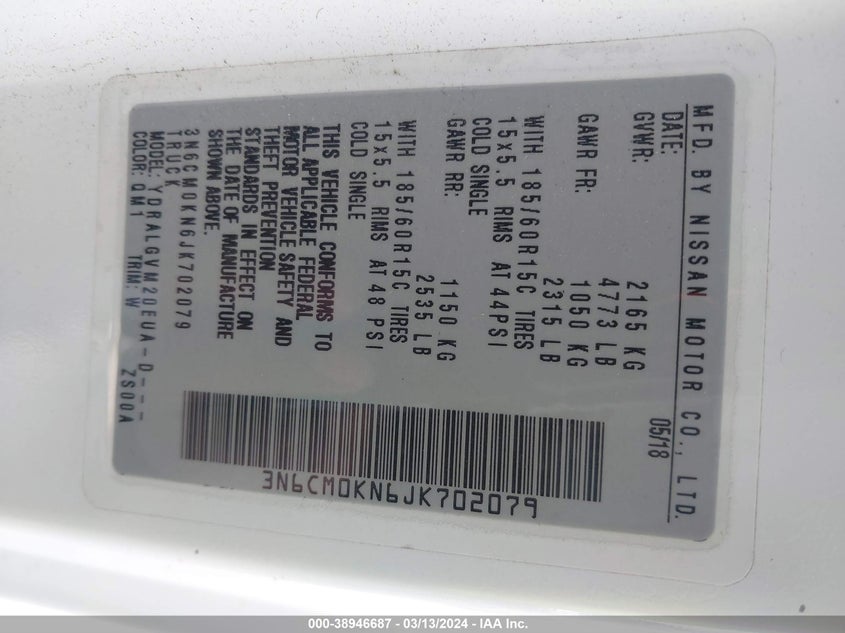 MFD. BY NISSAN MOTOR CO., LTD.
DATE: 05/18
GVWR: 2165 KG
4773 LB
GAWR FR: 1050 KG
2315 LB
WITH 185/60R15C TIRES
15x5.5 RIMS AT 44PSI
COLD SINGLE
GAWR RR: 1150 KG
2535 LB
WITH 185/60R15C TIRES
15x5.5 RIMS AT 48 PSI
COLD SINGLE
THIS VEHICLE CONFORMS TO
ALL APPLICABLE FEDERAL
MOTOR VEHICLE SAFETY AND
THEFT PREVENTION
STANDARDS IN EFFECT ON
THE DATE OF MANUFACTURE
SHOWN ABOVE.
3N6CM0KN6JK702079
TRUCK
MODEL: YDRALGVM20EUA-D---
COLOR: QM1 TRIM: W ZS00A
3N6CM0KN6JK702079
000-38946687 - 03/13/2024 - IAA Inc.